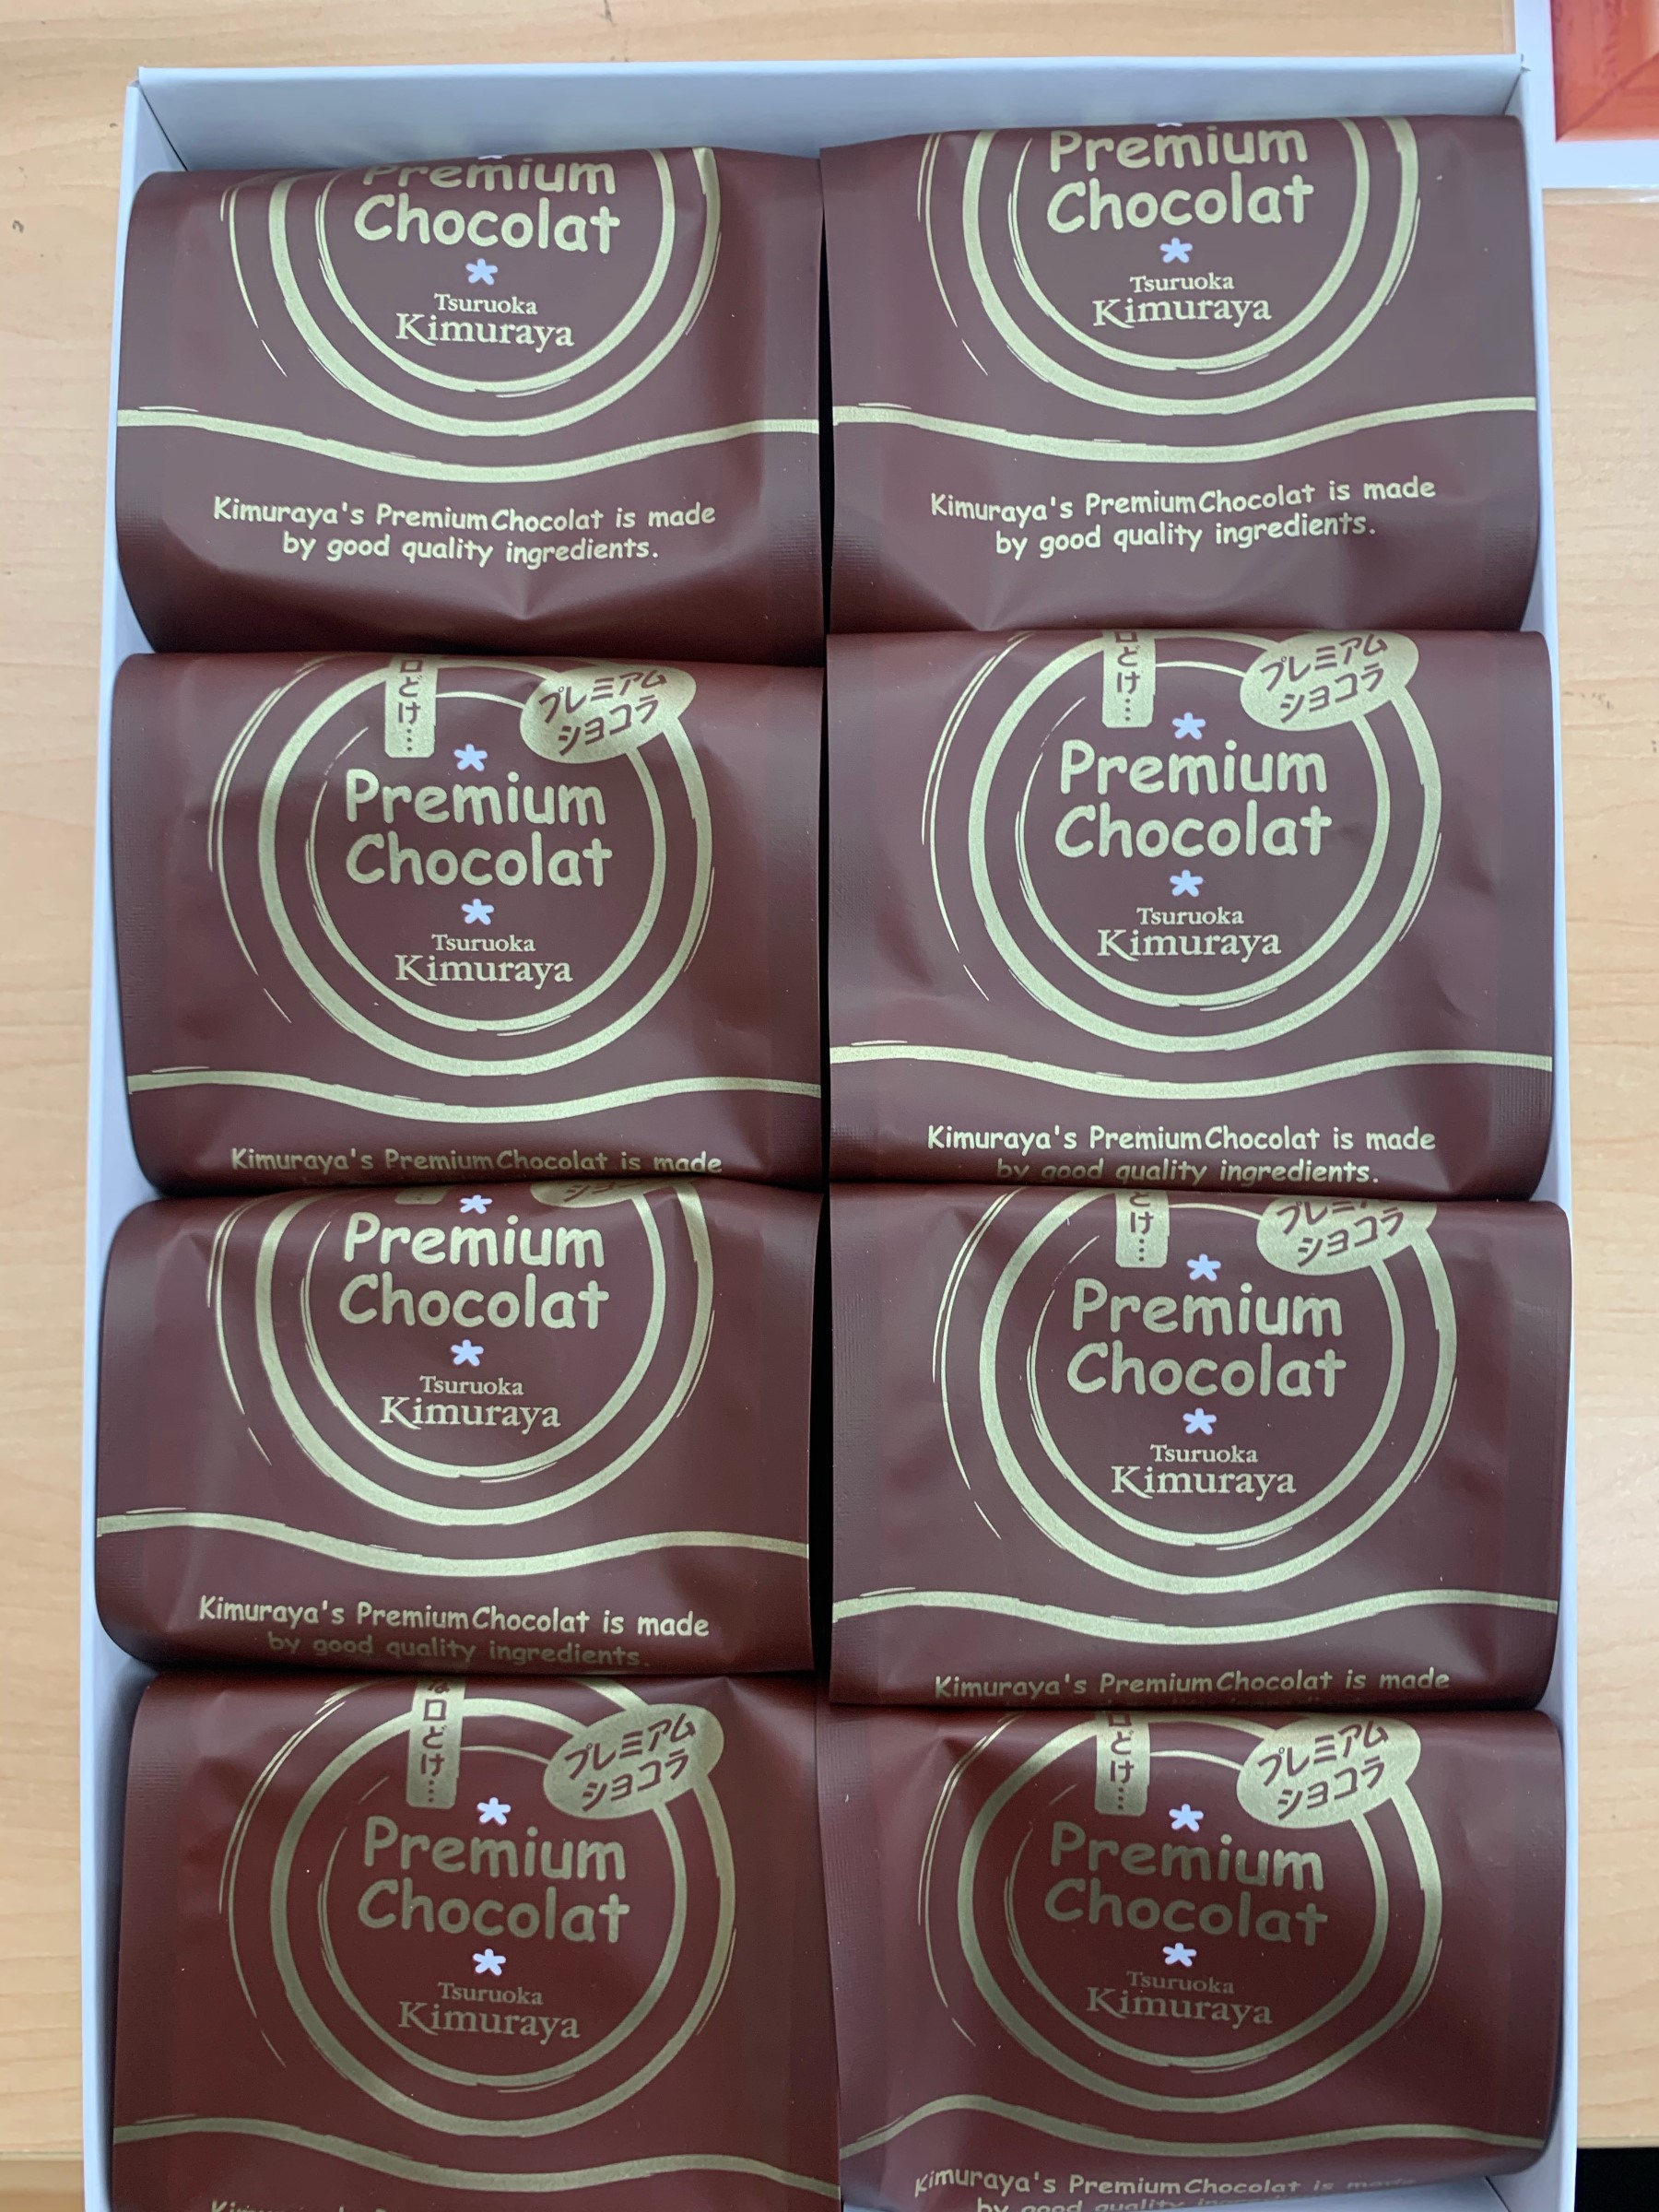 Premium
Chocolat
Tsuruoka
Kimuraya
Kimuraya's Premium Chocolat is made
by good quality ingredients.
Premium
Chocolat
Tsuruoka
Kimuraya
Kimuraya's Premium Chocolat is made
by good quality ingredients.
口どけ…
プレミアム
ショコラ
Premium
Chocolat
Tsuruoka
Kimuraya
Kimuraya's Premium Chocolat is made
口どけ…
プレミアム
ショコラ
Premium
Chocolat
Tsuruoka
Kimuraya
Kimuraya's Premium Chocolat is made
by good quality ingredients.
Premium
Chocolat
Tsuruoka
Kimuraya
Kimuraya's Premium Chocolat is made
by good quality ingredients.
どけ…
プレミアム
ショコラ
Premium
Chocolat
Tsuruoka
Kimuraya
Kimuraya's Premium Chocolat is made
な口どけ…
プレミアム
ショコラ
Premium
Chocolat
Tsuruoka
Kimuraya
口どけ…
プレミアム
ショコラ
Premium
Chocolat
Tsuruoka
Kimuraya
Kimuraya's Premium Chocolat is made
by good quality